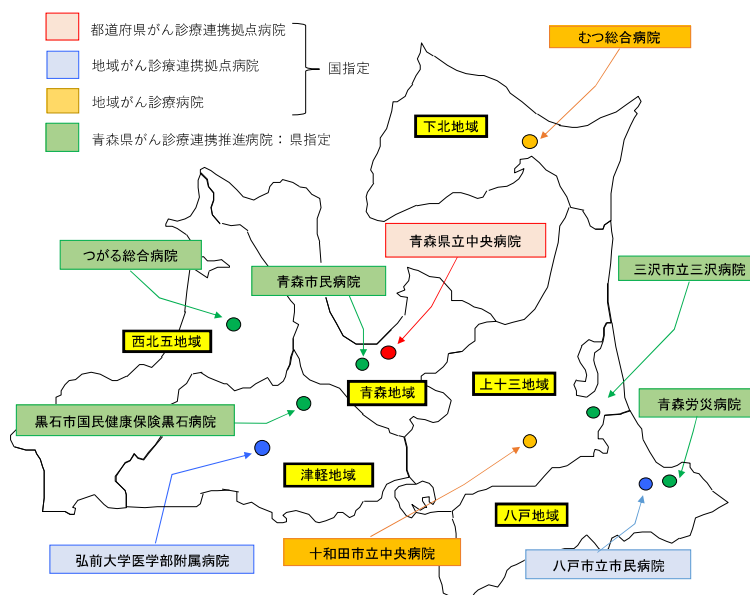 都道府県がん診療連携拠点病院
地域がん診療連携拠点病院
国指定
地域がん診療病院
青森県がん診療連携推進病院：県指定
むつ総合病院
下北地域
青森県立中央病院
つがる総合病院
青森市民病院
三沢市立三沢病院
西北五地域
青森地域
上十三地域
青森労災病院
黒石市国民健康保険黒石病院
津軽地域
八戸地域
弘前大学医学部附属病院
十和田市立中央病院
八戸市立市民病院